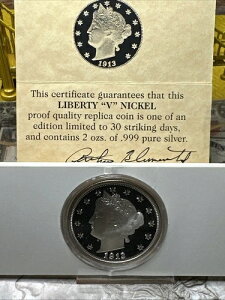 1913
This certificate guarantees that this
LIBERTY "V" NICKEL
proof quality replica coin is one of an
edition limited to 30 striking days,
and contains 2 ozs. of .999 pure silver.
1913